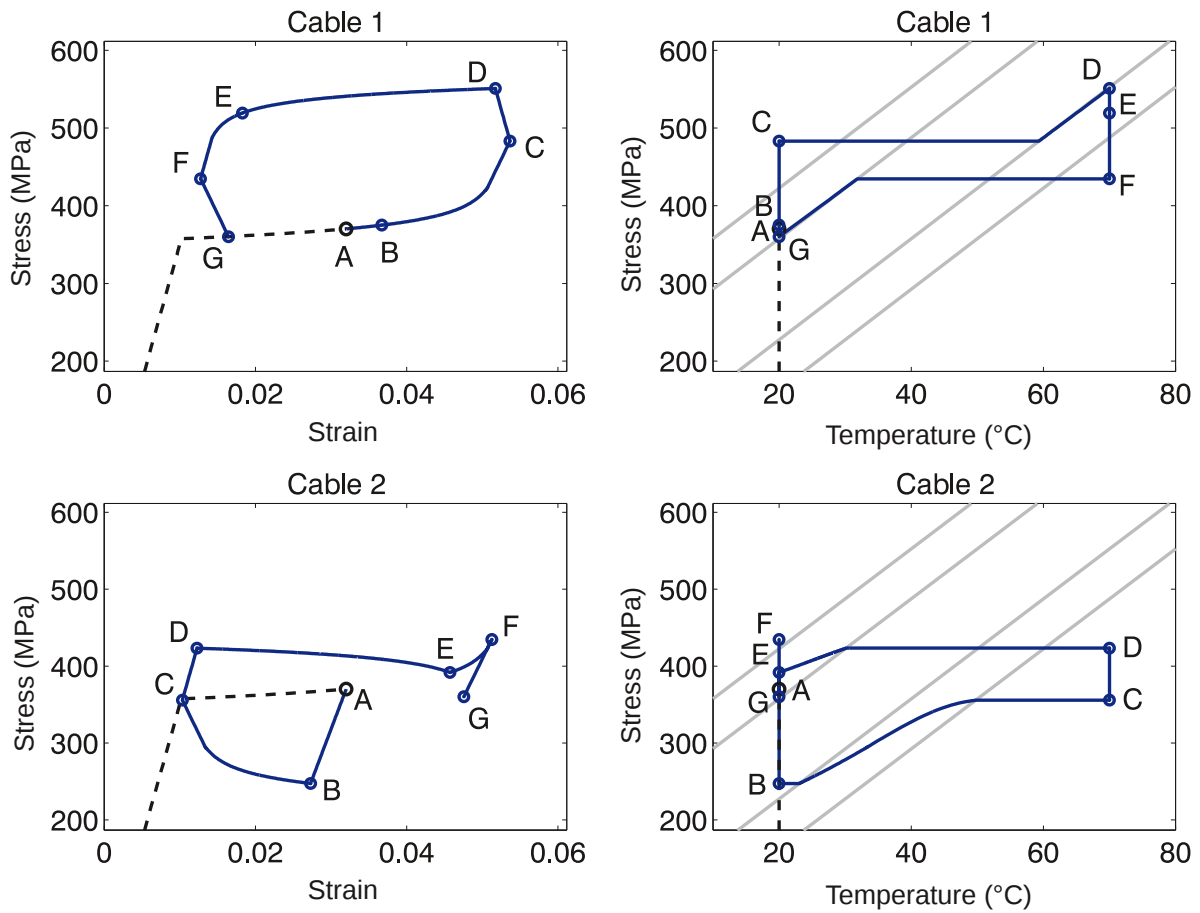 Cable 1
600
500
400
300
200
0
0.02
0.04
0.06
Stress (MPa)
Strain
A
B
C
D
E
F
G
Cable 1
600
500
400
300
200
20
40
60
80
Stress (MPa)
Temperature (°C)
A
B
C
D
E
F
G
Cable 2
600
500
400
300
200
0
0.02
0.04
0.06
Stress (MPa)
Strain
A
B
C
D
E
F
G
Cable 2
600
500
400
300
200
20
40
60
80
Stress (MPa)
Temperature (°C)
A
B
C
D
E
F
G